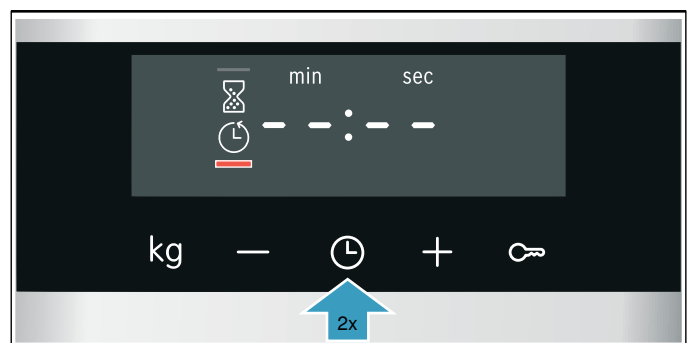 min sec
--:--
kg — +
2x